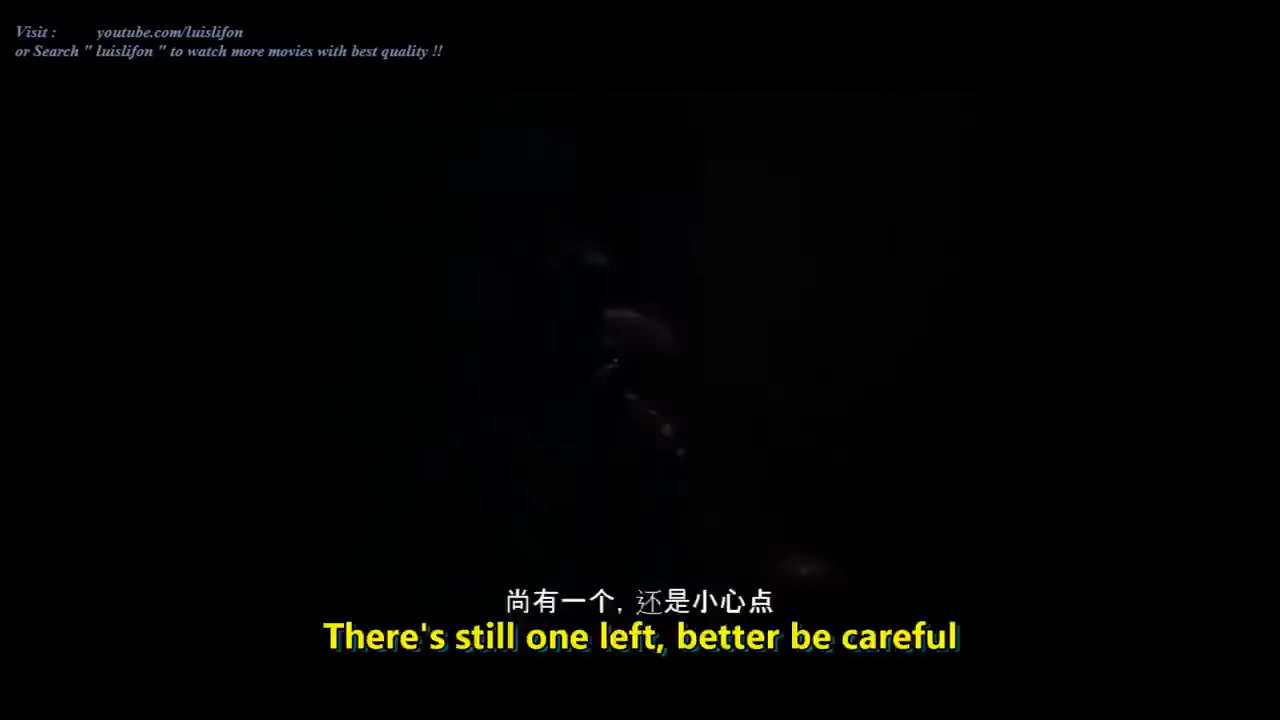 Visit : youtube.com/luislifon
or Search " luislifon " to watch more movies with best quality !!
尚有一个, 还是小心点
There's still one left, better be careful